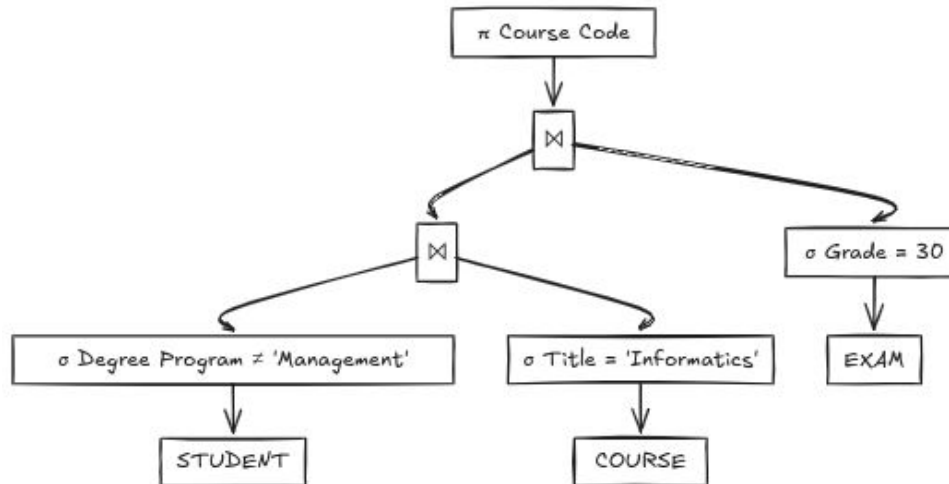 π Course Code
⋈
⋈
σ Grade = 30
σ Degree Program ≠ 'Management'
σ Title = 'Informatics'
EXAM
STUDENT
COURSE